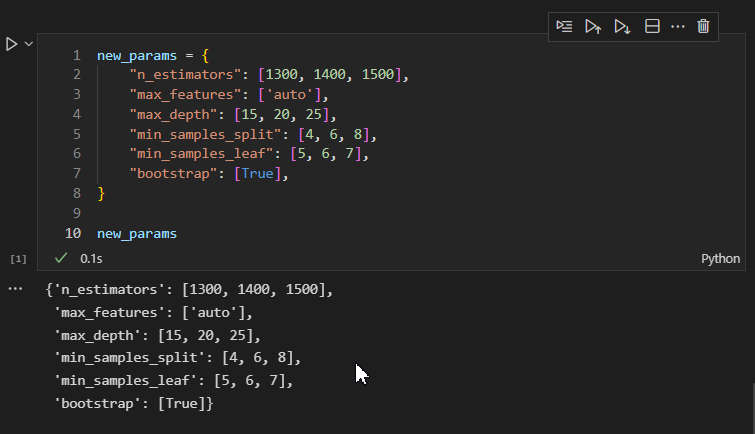 1 new_params = {
2 "n_estimators": [1300, 1400, 1500],
3 "max_features": ['auto'],
4 "max_depth": [15, 20, 25],
5 "min_samples_split": [4, 6, 8],
6 "min_samples_leaf": [5, 6, 7],
7 "bootstrap": [True],
8 }
9
10 new_params
[1] 0.1s Python
{'n_estimators': [1300, 1400, 1500],
'max_features': ['auto'],
'max_depth': [15, 20, 25],
'min_samples_split': [4, 6, 8],
'min_samples_leaf': [5, 6, 7],
'bootstrap': [True]}